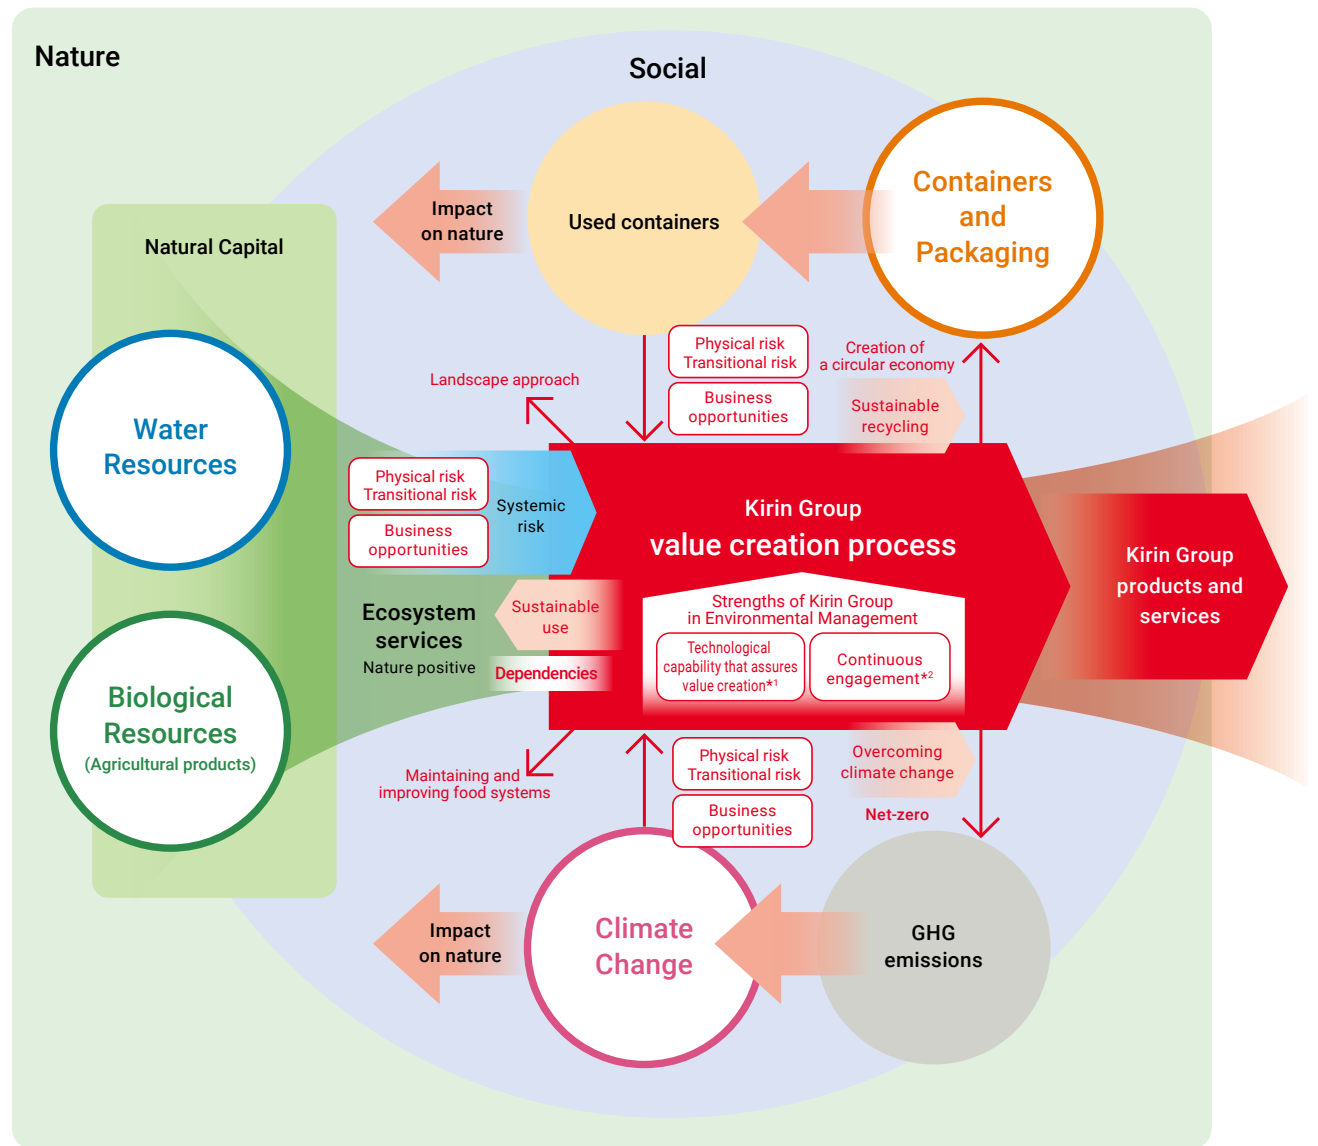 Nature
Social
Containers
and
Packaging
Used containers
Impact
on nature
Natural Capital
Water
Resources
Biological
Resources
(Agricultural products)
Physical risk
Transitional risk
Business
opportunities
Creation of
a circular economy
Sustainable
recycling
Landscape approach
Physical risk
Transitional risk
Business
opportunities
Systemic
risk
Kirin Group
value creation process
Kirin Group
products and
services
Strengths of Kirin Group
in Environmental Management
Technological
capability that assures
value creation*1
Continuous
engagement*2
Ecosystem
services
Nature positive
Sustainable
use
Dependencies
Maintaining and
improving food systems
Physical risk
Transitional risk
Business
opportunities
Overcoming
climate change
Net-zero
Impact
on nature
Climate
Change
GHG
emissions